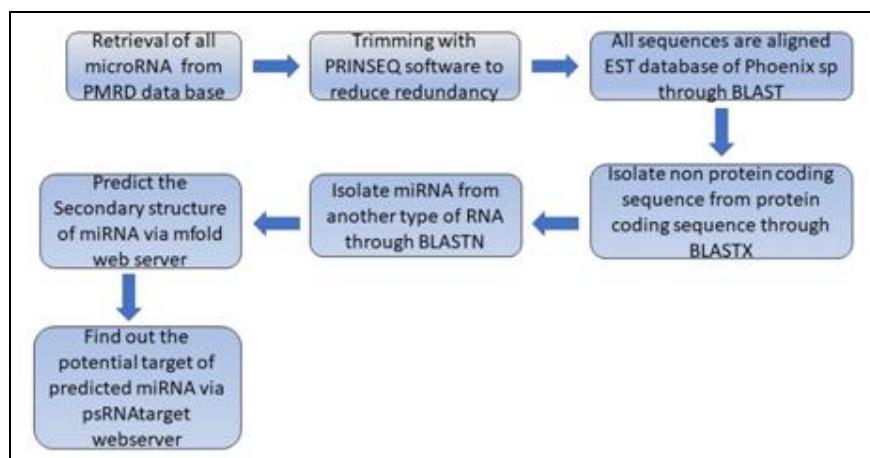 Retrieval of all
microRNA from
PMRD data base
Trimming with
PRINSEQ software to
reduce redundancy
All sequences are aligned
EST database of Phoenix sp
through BLAST
Isolate non protein coding
sequence from protein
coding sequence through
BLASTX
Isolate miRNA from
another type of RNA
through BLASTN
Predict the
Secondary structure
of miRNA via mfold
web server
Find out the
potential target of
predicted miRNA via
psRNAtarget
webserver